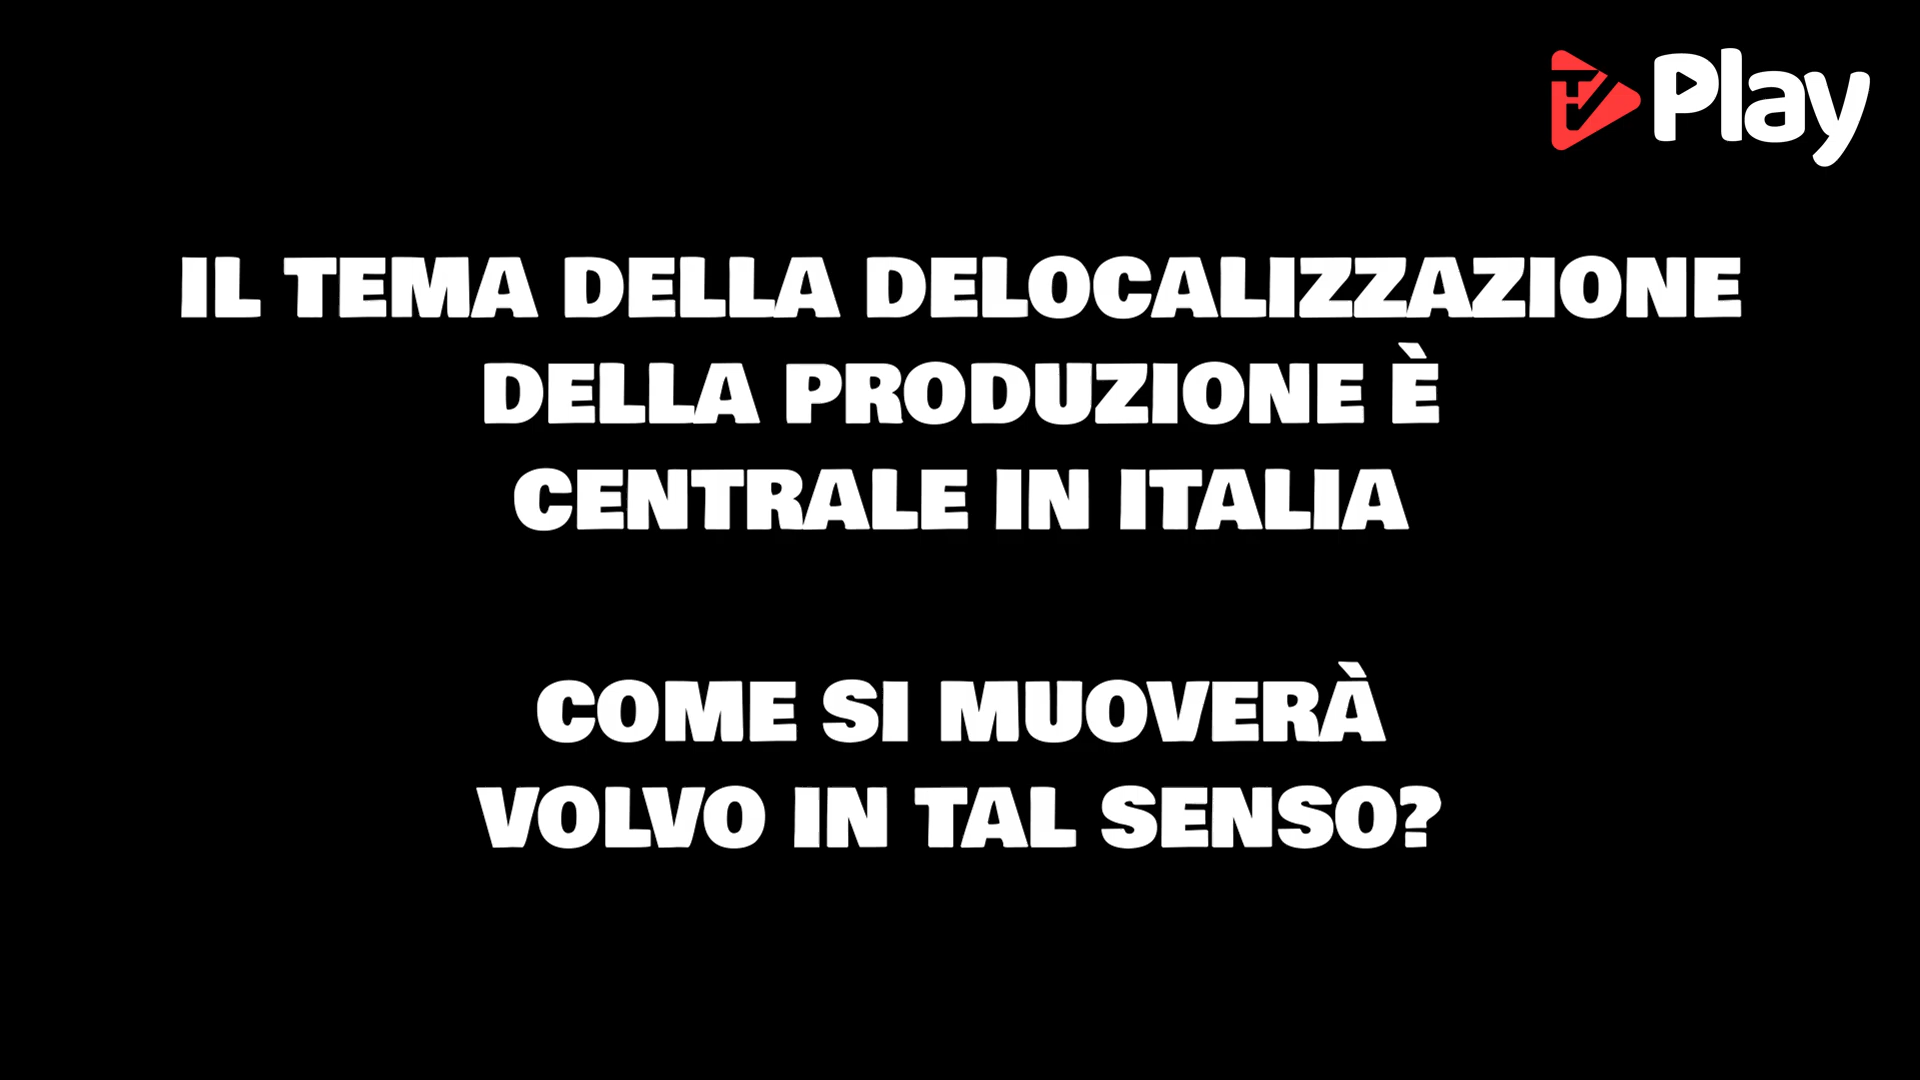 Play
IL TEMA DELLA DELOCALIZZAZIONE
DELLA PRODUZIONE È
CENTRALE IN ITALIA
COME SI MUOVERÀ
VOLVO IN TAL SENSO?